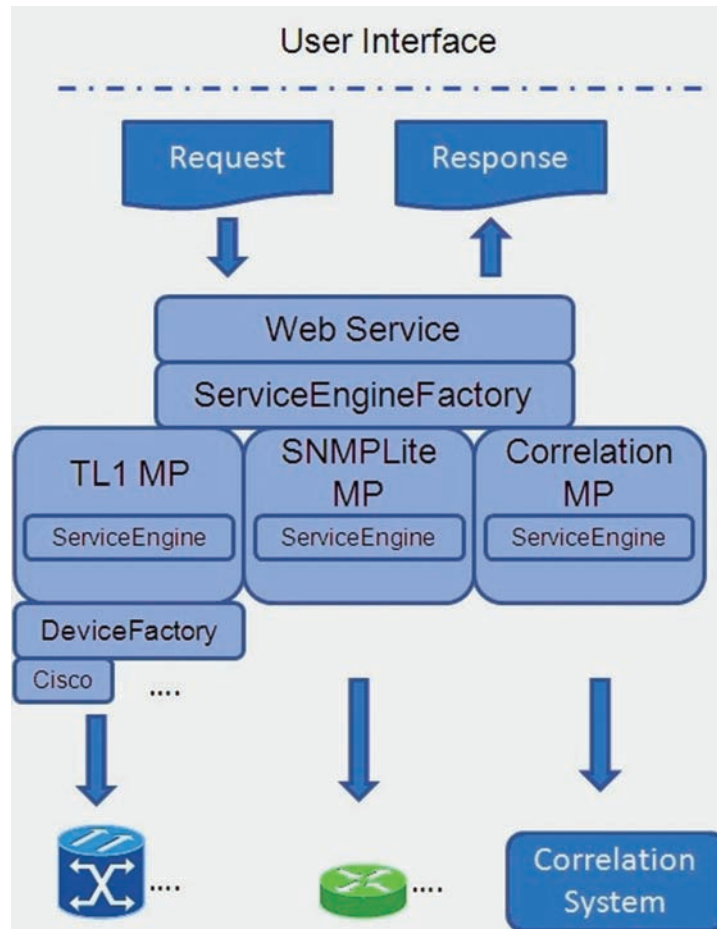 User Interface
Request
Response
Web Service
ServiceEngineFactory
TL1 MP
SNMPLite
MP
Correlation
MP
ServiceEngine
ServiceEngine
ServiceEngine
DeviceFactory
Cisco
....
....
....
Correlation
System